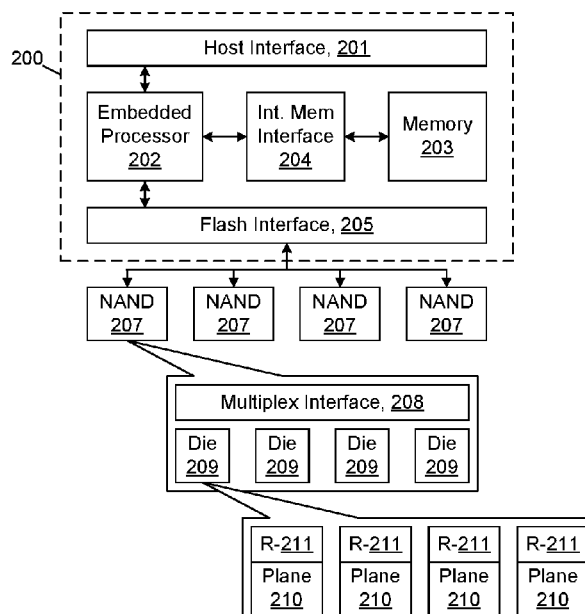 200
Host Interface, 201
Embedded Processor 202
Int. Mem Interface 204
Memory 203
Flash Interface, 205
NAND 207
NAND 207
NAND 207
NAND 207
Multiplex Interface, 208
Die 209
Die 209
Die 209
Die 209
R-211
R-211
R-211
R-211
Plane 210
Plane 210
Plane 210
Plane 210